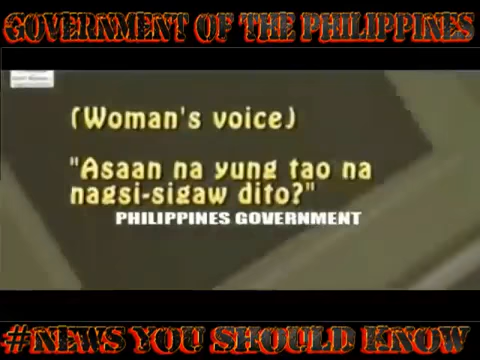 GOVERNMENT OF THE PHILIPPINES
(Woman's voice)
"Asaan na yung tao na
nagsi-sigaw dito?"
PHILIPPINES GOVERNMENT
#NEWS YOU SHOULD KNOW